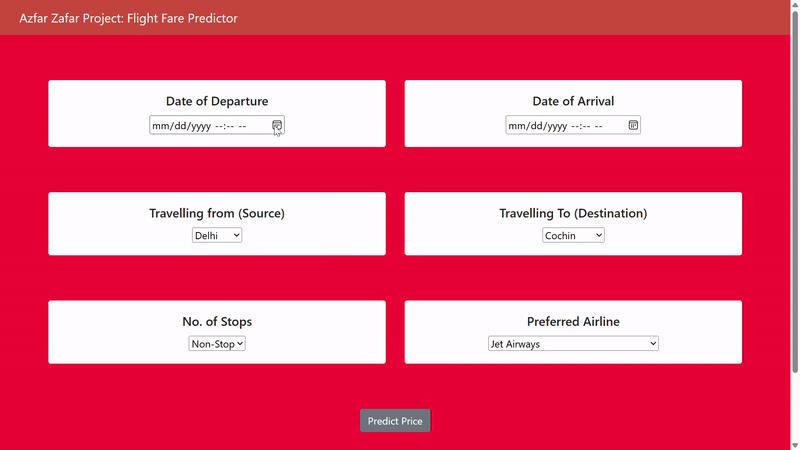 Azfar Zafar Project: Flight Fare Predictor
Date of Departure
mm/dd/yyyy --:-- --
Date of Arrival
mm/dd/yyyy --:-- --
Travelling from (Source)
Delhi
Travelling To (Destination)
Cochin
No. of Stops
Non-Stop
Preferred Airline
Jet Airways
Predict Price